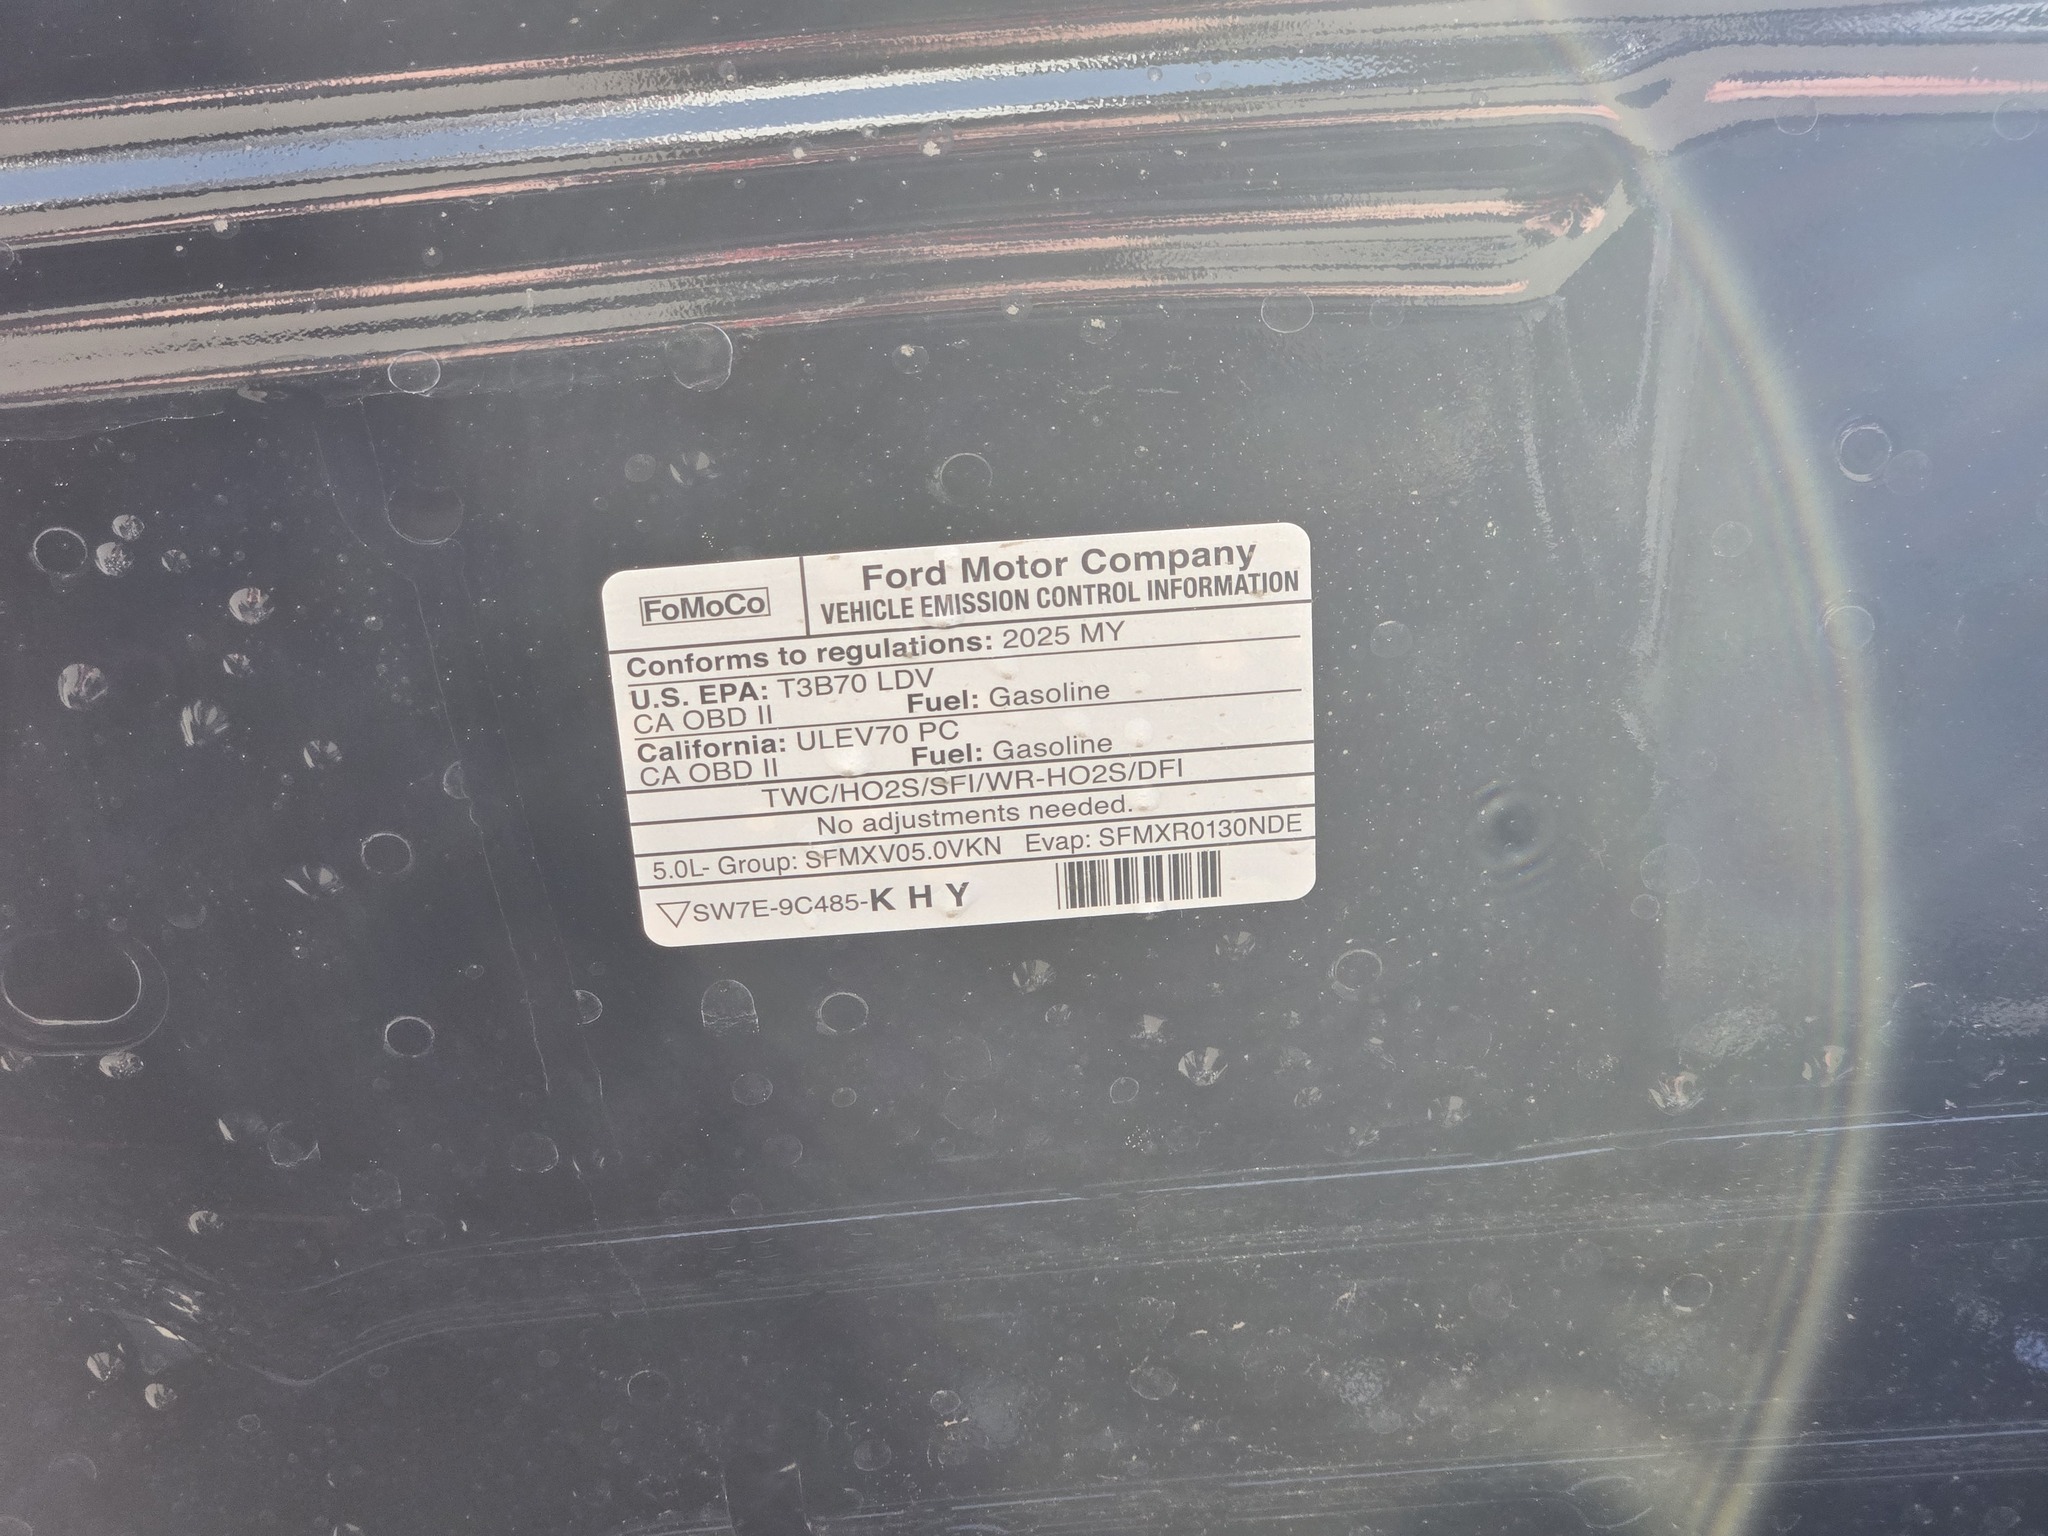 FoMoCo
Ford Motor Company
VEHICLE EMISSION CONTROL INFORMATION
Conforms to regulations: 2025 MY
U.S. EPA: T3B70 LDV
CA OBD II Fuel: Gasoline
California: ULEV70 PC
CA OBD II Fuel: Gasoline
TWC/HO2S/SFI/WR-HO2S/DFI
No adjustments needed.
5.0L- Group: SFMXV05.0VKN Evap: SFMXR0130NDE
SW7E-9C485-K H Y